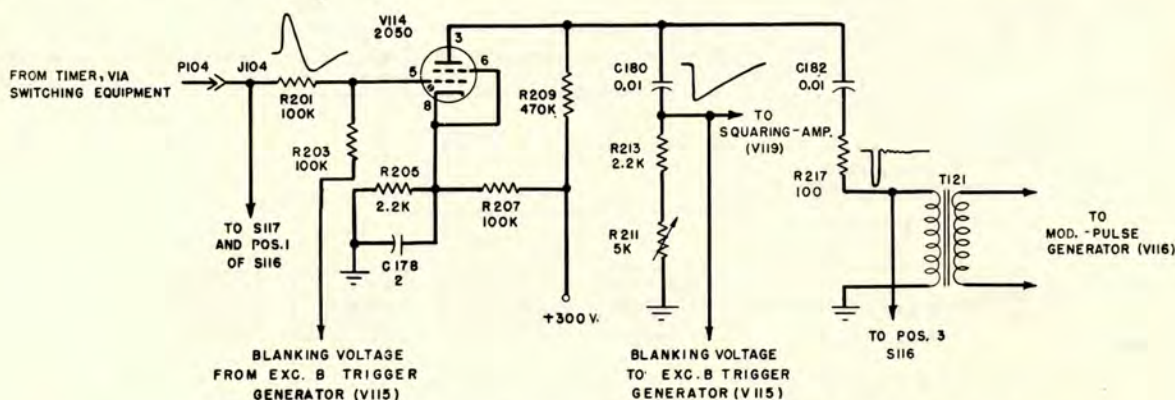 V114
2050
P104
J104
FROM TIMER, VIA
SWITCHING EQUIPMENT
R201
100K
3
6
5
8
R209
470K
C180
0.01
C182
0.01
TO
SQUARING-AMP.
(V119)
R203
100K
R205
2.2K
R207
100K
R213
2.2K
R217
100
T121
TO S117
AND POS. 1
OF S116
C178
2
R211
5K
TO
MOD. -PULSE
GENERATOR (V116)
+300 V.
TO POS. 3
S116
BLANKING VOLTAGE
FROM EXC. B TRIGGER
GENERATOR (V115)
BLANKING VOLTAGE
TO EXC. B TRIGGER
GENERATOR (V115)